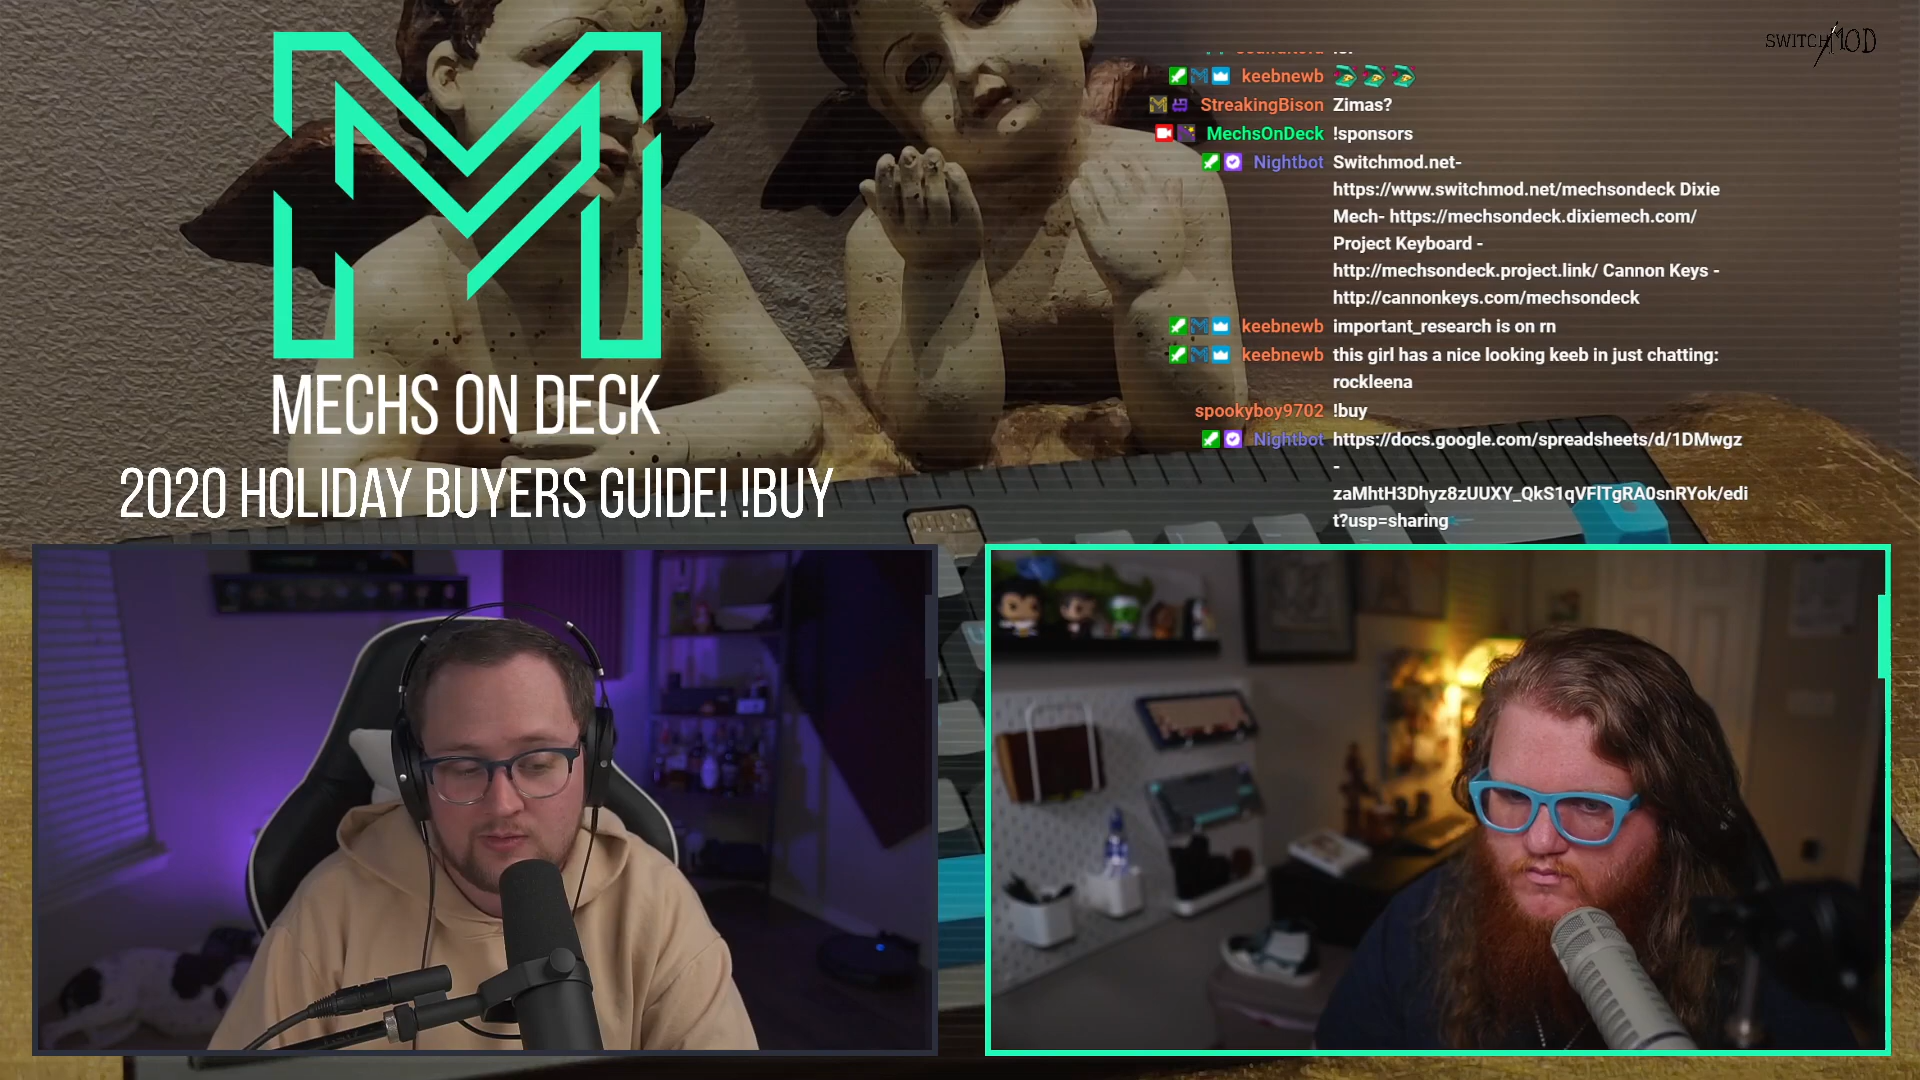 SWITCHMOD
keebnewb
StreakingBison Zimas?
MechsOnDeck !sponsors
Nightbot Switchmod.net-
https://www.switchmod.net/mechsondeck Dixie
Mech- https://mechsondeck.dixiemech.com/
Project Keyboard -
http://mechsondeck.project.link/ Cannon Keys -
http://cannonkeys.com/mechsondeck
keebnewb important_research is on rn
keebnewb this girl has a nice looking keeb in just chatting:
rockleena
spookyboy9702 !buy
Nightbot https://docs.google.com/spreadsheets/d/1DMwgz
-
zaMhtH3Dhyz8zUUXY_QkS1qVFlTgRA0snRYok/edi
t?usp=sharing
MECHS ON DECK
2020 HOLIDAY BUYERS GUIDE! !BUY